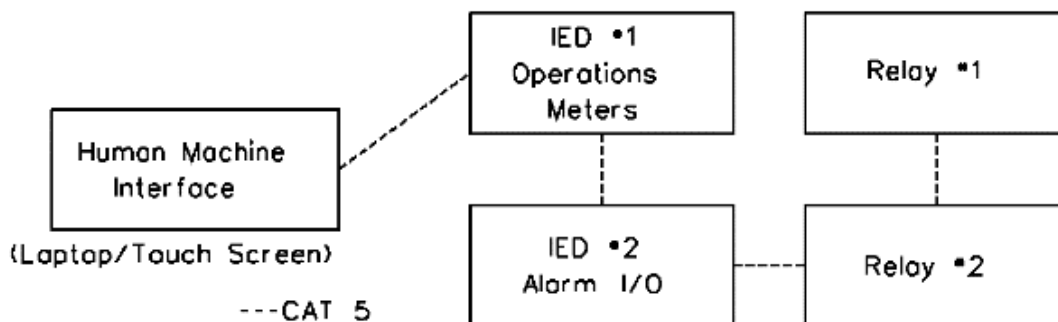 IED #1
Operations
Meters
Relay #1
Human Machine
Interface
(Laptop/Touch Screen)
IED #2
Alarm I/O
Relay #2
---CAT 5